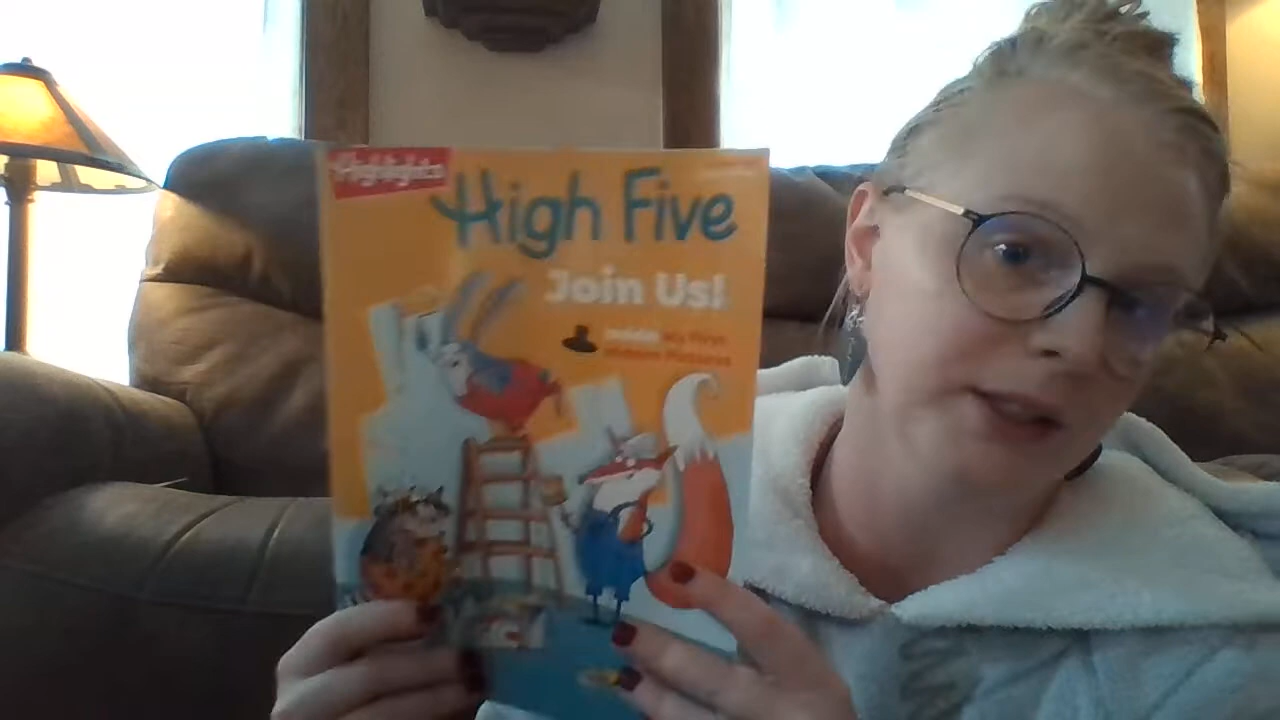 Highlights
High Five
Join Us!
Inside: My First
Hidden Pictures